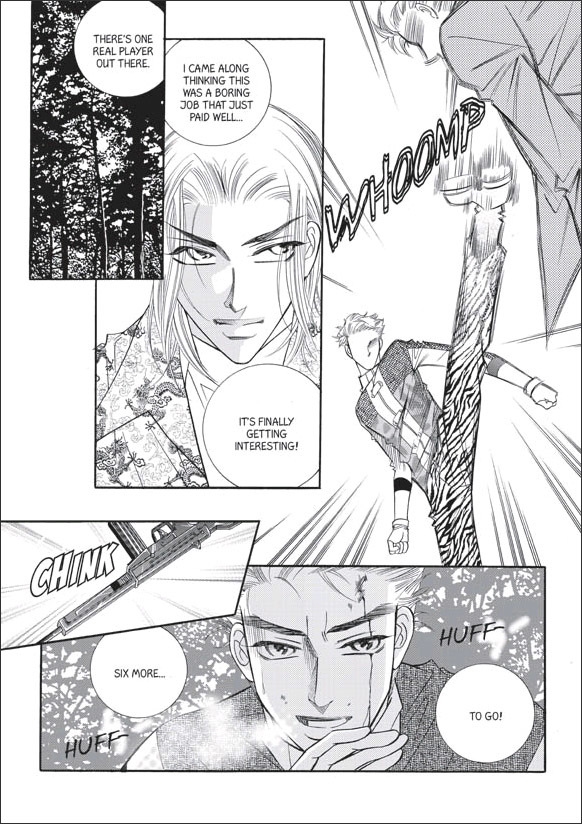 THERE'S ONE
REAL PLAYER
OUT THERE.
I CAME ALONG
THINKING THIS
WAS A BORING
JOB THAT JUST
PAID WELL...
WHOOMP
IT'S FINALLY
GETTING
INTERESTING!
CHINK
HUFF
SIX MORE...
TO GO!
HUFF